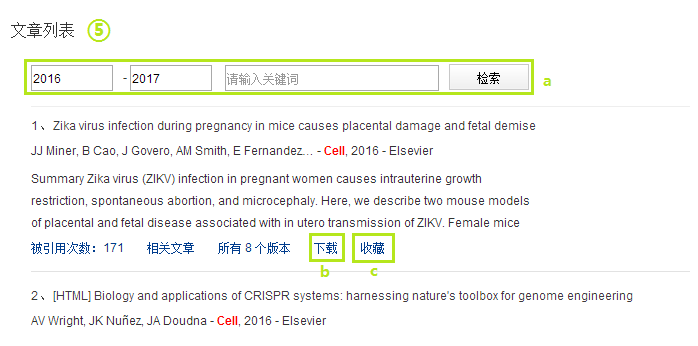 文章列表 ⑤
2016 - 2017 请输入关键词 检索 a
1、Zika virus infection during pregnancy in mice causes placental damage and fetal demise
JJ Miner, B Cao, J Govero, AM Smith, E Fernandez... - Cell, 2016 - Elsevier
Summary Zika virus (ZIKV) infection in pregnant women causes intrauterine growth
restriction, spontaneous abortion, and microcephaly. Here, we describe two mouse models
of placental and fetal disease associated with in utero transmission of ZIKV. Female mice
被引用次数：171 相关文章 所有 8 个版本 下载 收藏
b c
2、[HTML] Biology and applications of CRISPR systems: harnessing nature's toolbox for genome engineering
AV Wright, JK Nuñez, JA Doudna - Cell, 2016 - Elsevier